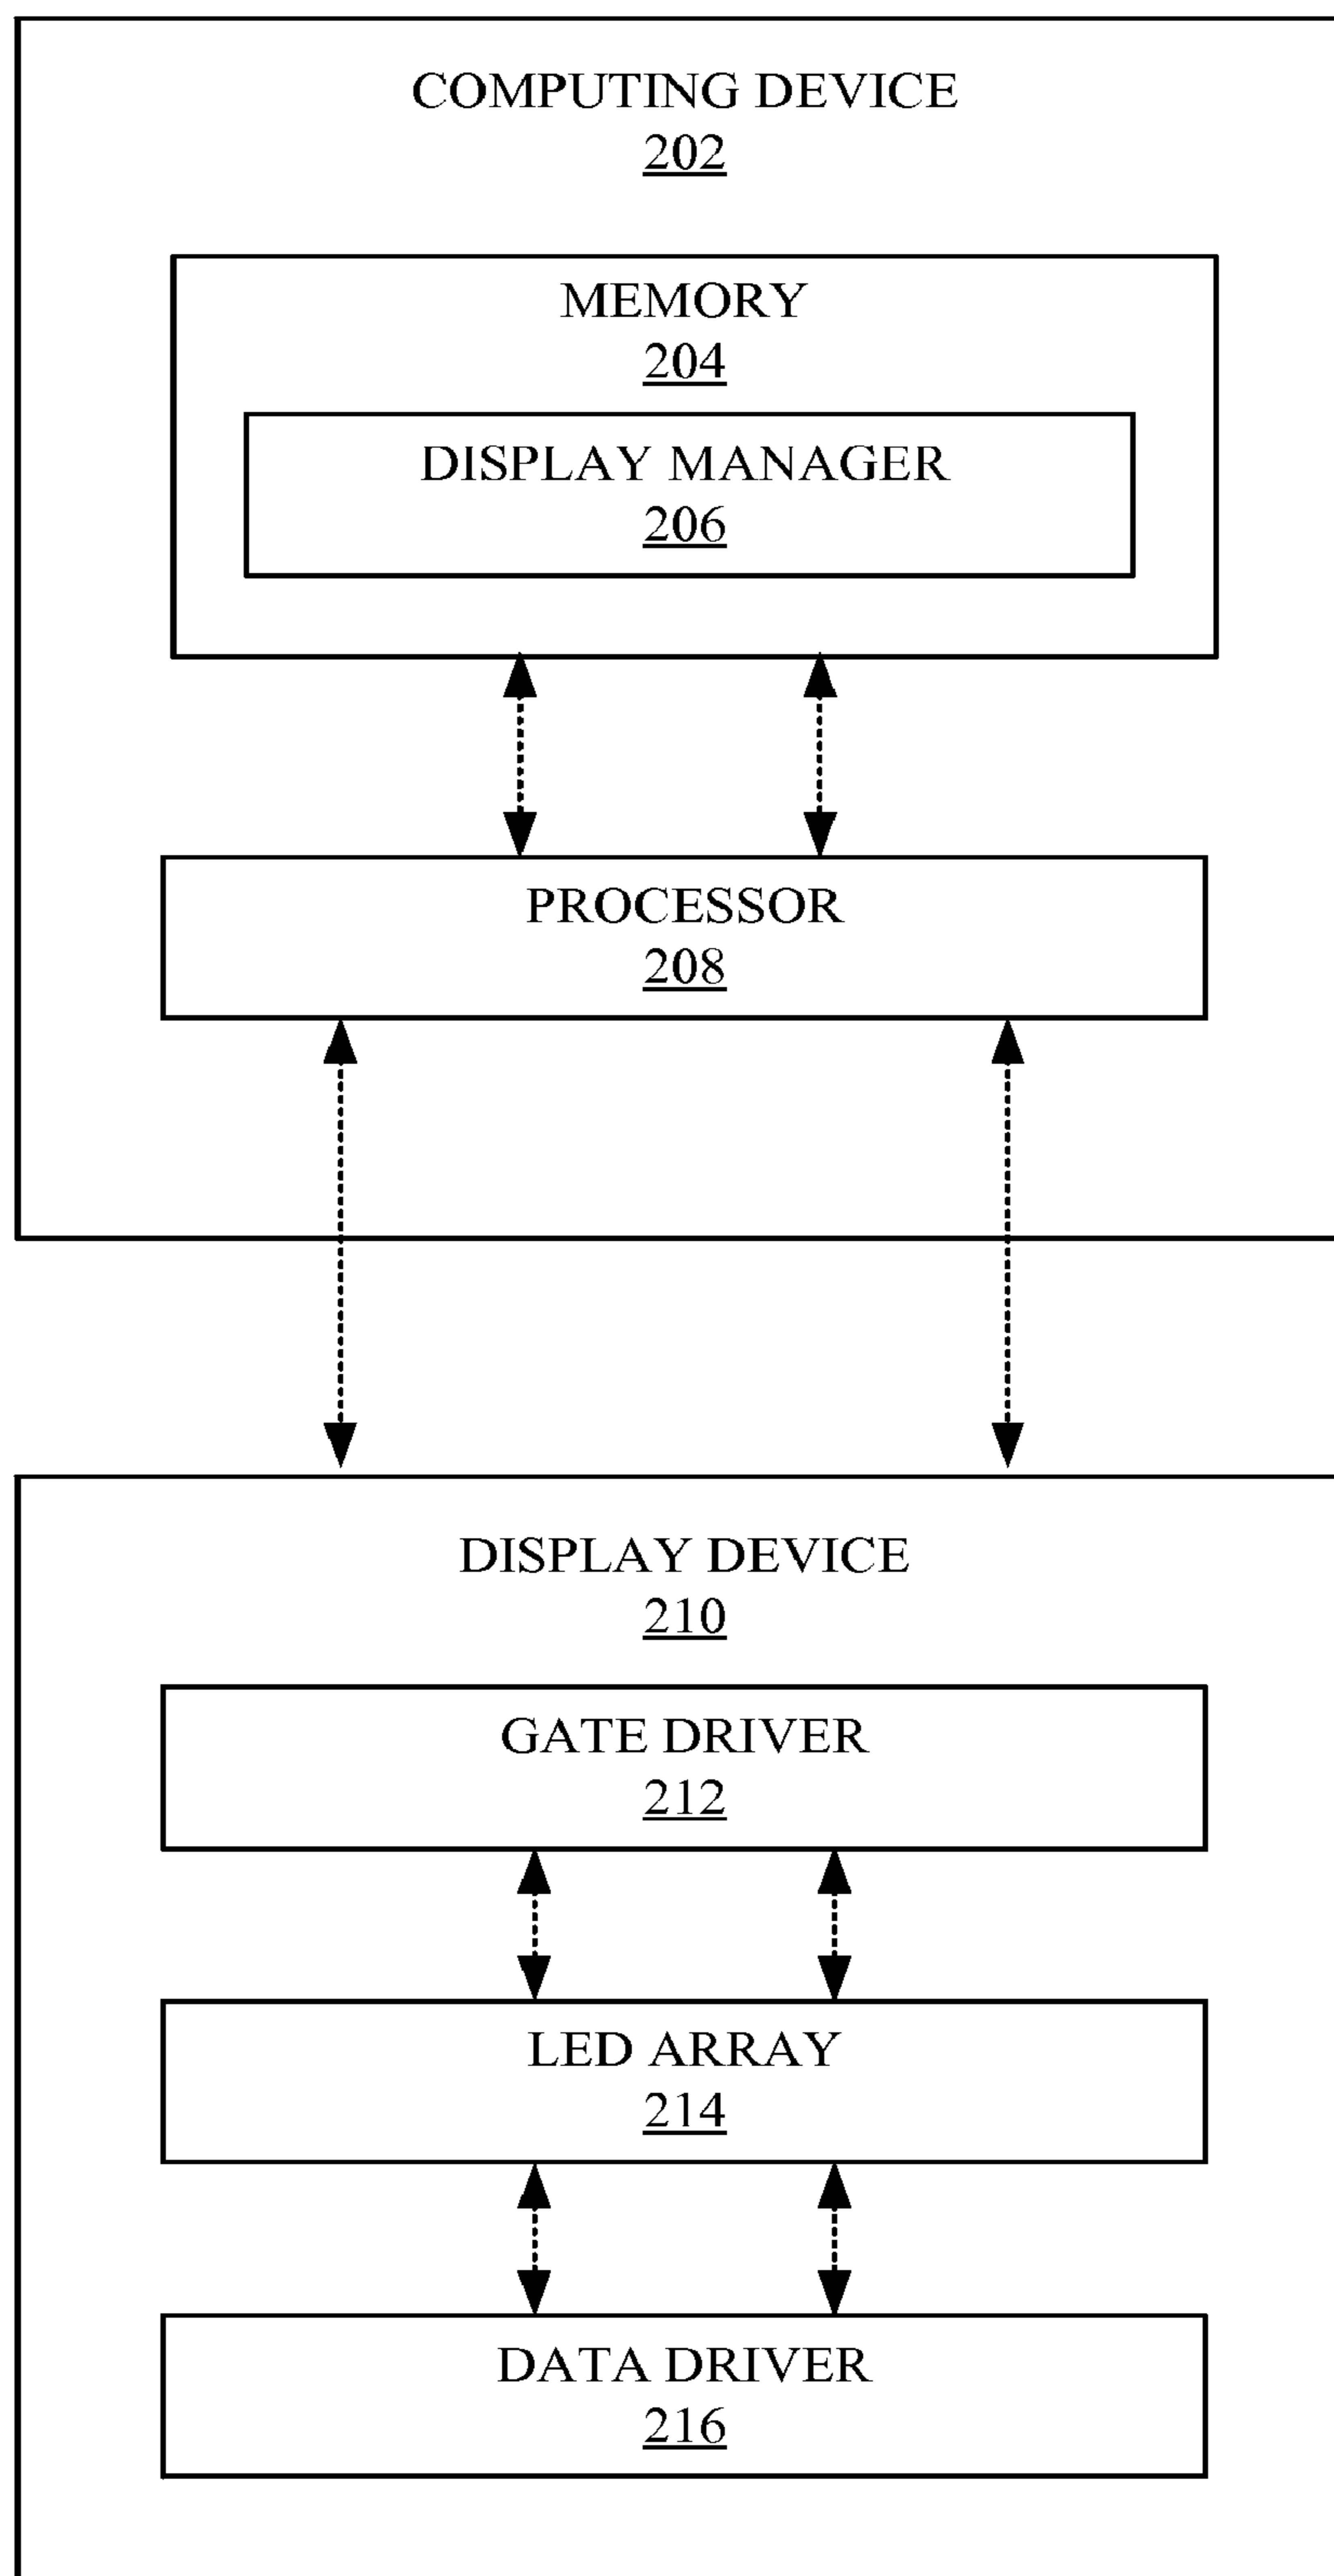 COMPUTING DEVICE
202
MEMORY
204
DISPLAY MANAGER
206
PROCESSOR
208
DISPLAY DEVICE
210
GATE DRIVER
212
LED ARRAY
214
DATA DRIVER
216